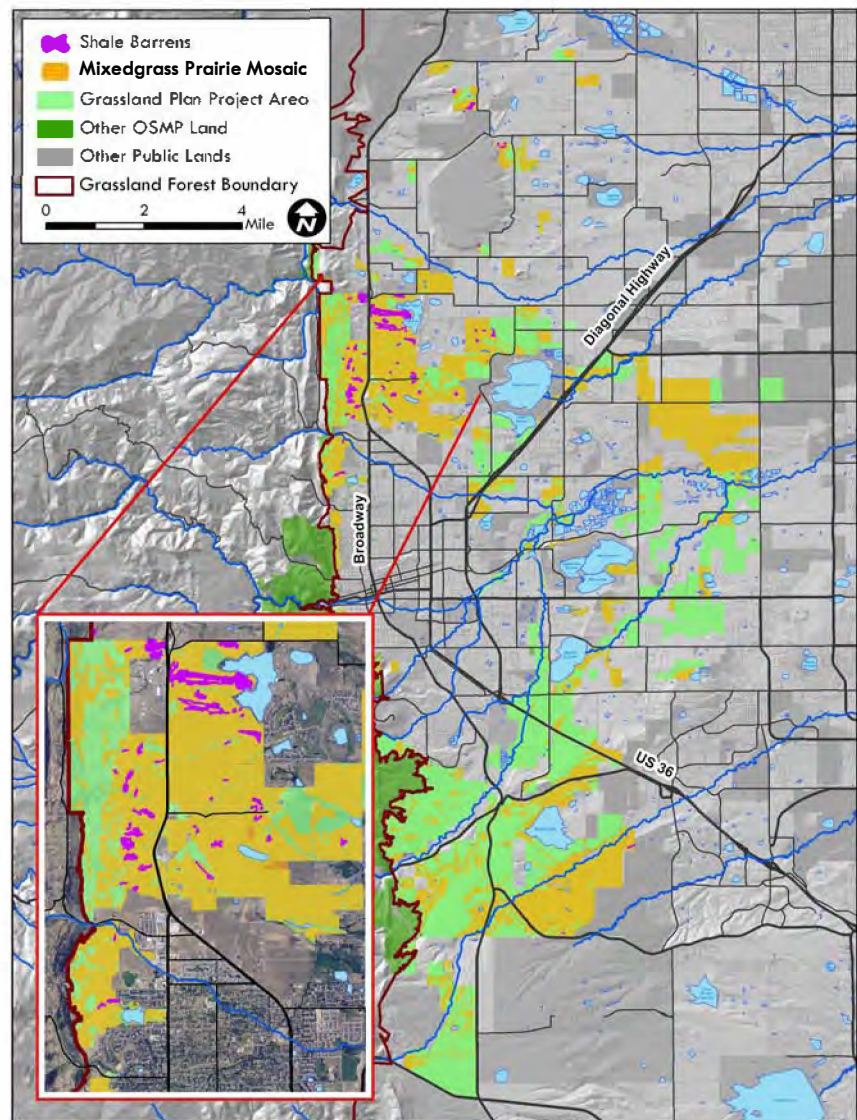 Shale Barrens
Mixedgrass Prairie Mosaic
Grassland Plan Project Area
Other OSMP Land
Other Public Lands
Grassland Forest Boundary
0 2 4
Mile
N
Diagonal Highway
Broadway
US 36